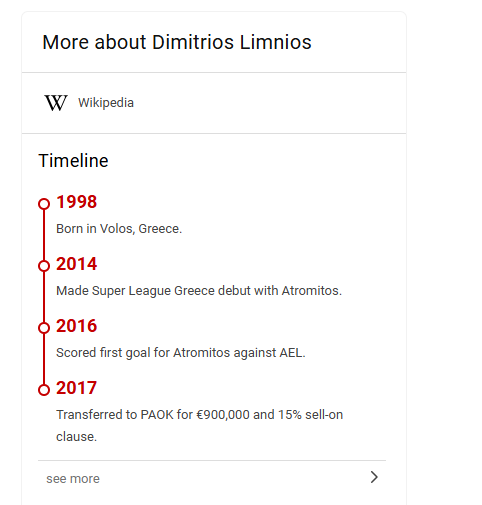 More about Dimitrios Limnios
W Wikipedia
Timeline
1998
Born in Volos, Greece.
2014
Made Super League Greece debut with Atromitos.
2016
Scored first goal for Atromitos against AEL.
2017
Transferred to PAOK for €900,000 and 15% sell-on
clause.
see more